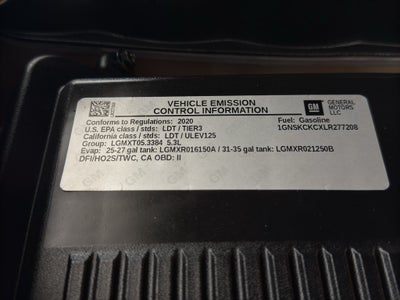 VEHICLE EMISSION
CONTROL INFORMATION
GM
GENERAL
MOTORS
LLC
Conforms to Regulations: 2020
Fuel: Gasoline
U.S. EPA class / stds: LDT / TIER3
1GNSKCKCXLR277208
California class / stds: LDT / ULEV125
Group: LGMXT05.3384 5.3L
Evap: 25-27 gal tank: LGMXR016150A / 31-35 gal tank: LGMXR021250B
DFI/HO2S/TWC, CA OBD: II